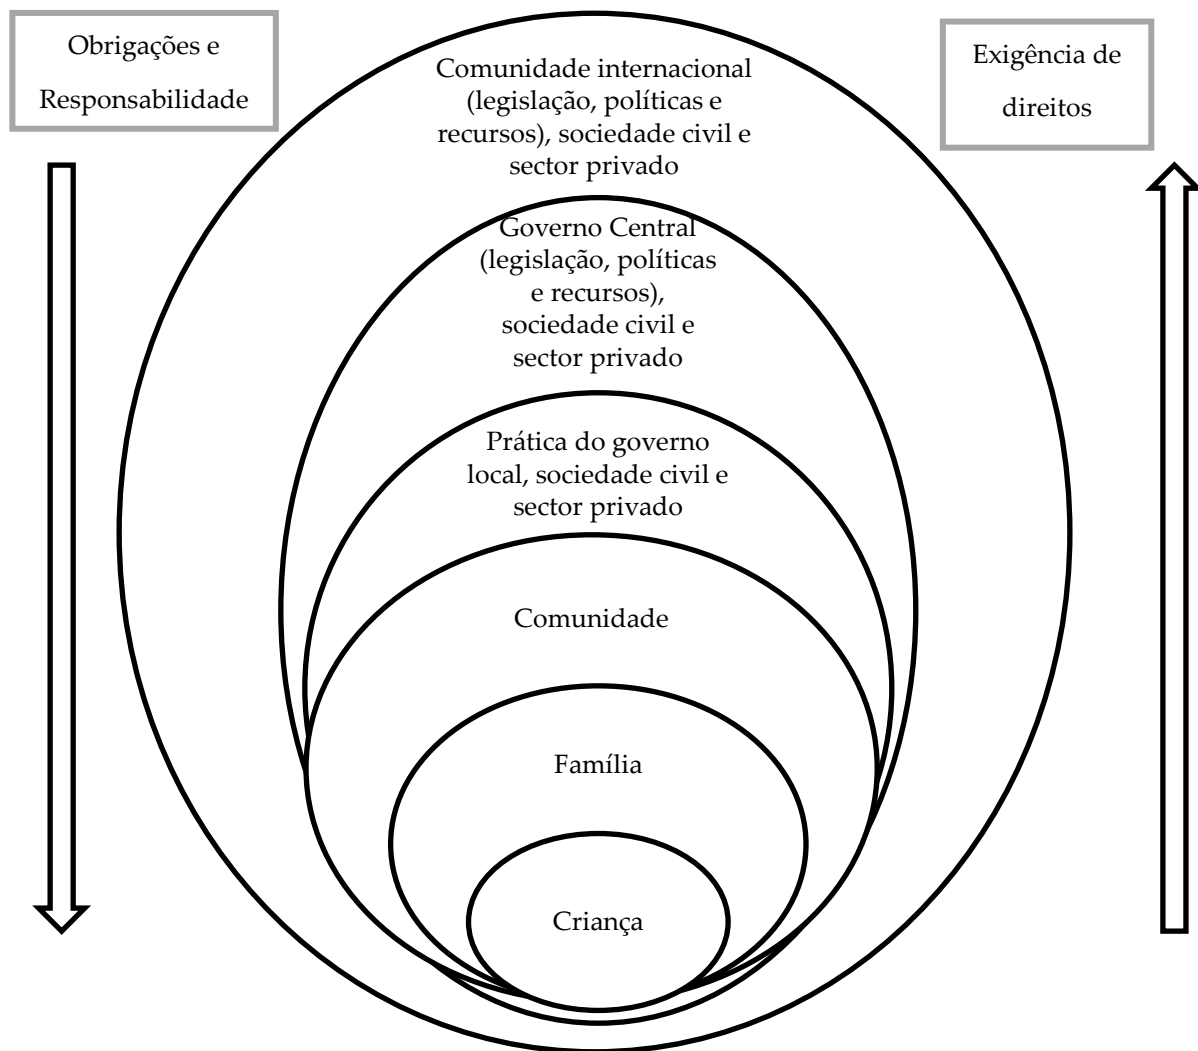 Obrigações e
Responsabilidade
Exigência de
direitos
Comunidade internacional
(legislação, políticas e
recursos), sociedade civil e
sector privado
Governo Central
(legislação, políticas
e recursos),
sociedade civil e
sector privado
Prática do governo
local, sociedade civil e
sector privado
Comunidade
Família
Criança